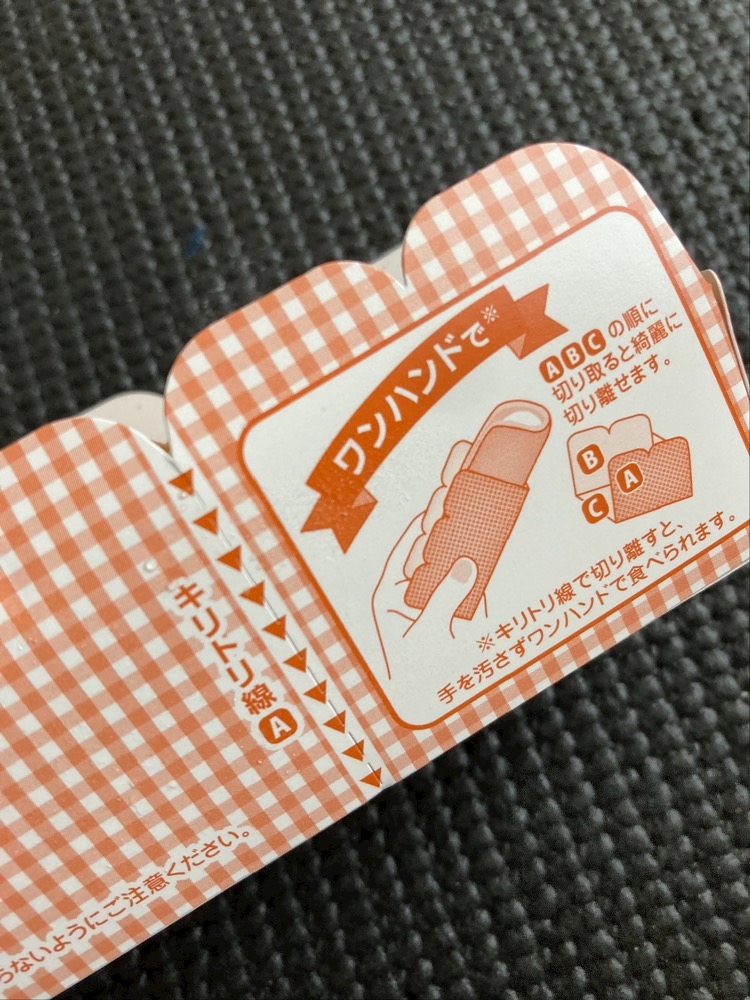 ワンハンドで※
ABCの順に
切り取ると綺麗に
切り離せます。
B
A
C
※キリトリ線で切り離すと、
手を汚さずワンハンドで食べられます。
キリトリ線A
ないようにご注意ください。